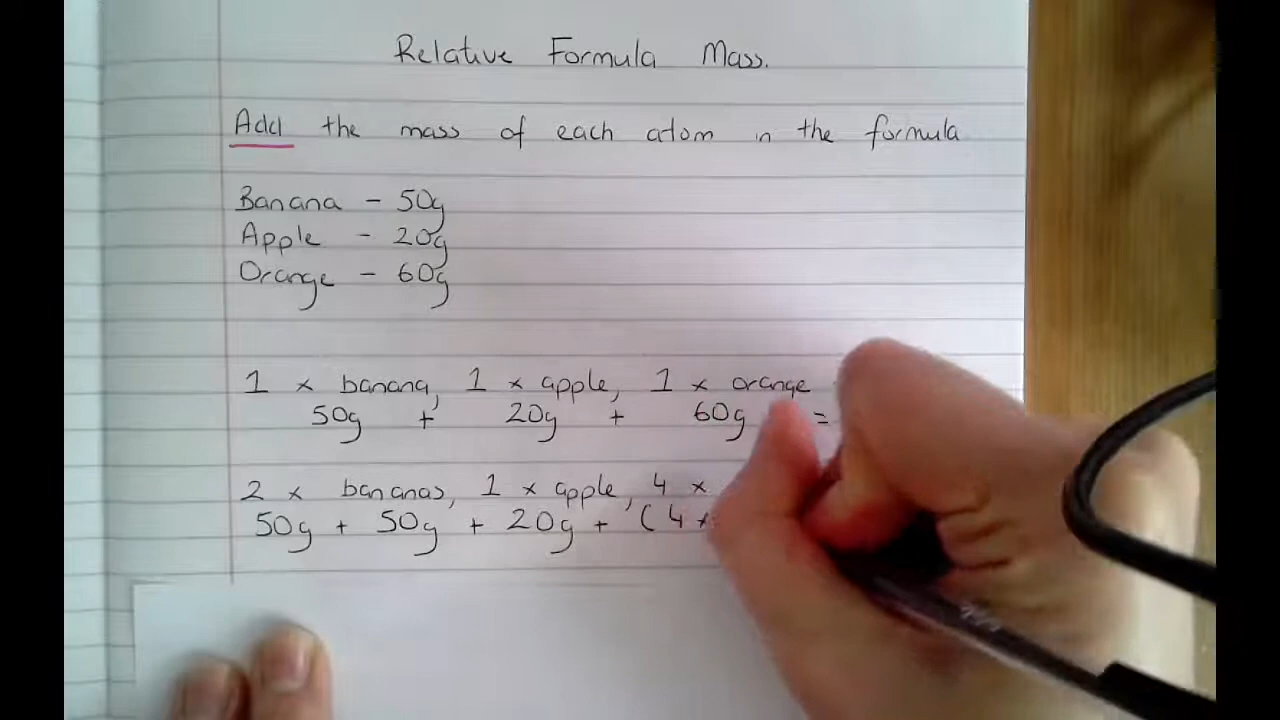 Relative Formula Mass.
Add the mass of each atom in the formula
Banana - 50g
Apple - 20g
Orange - 60g
1 x banana, 1 x apple, 1 x orange
50g + 20g + 60g =
2 x bananas, 1 x apple, 4 x
50g + 50g + 20g + (4 x